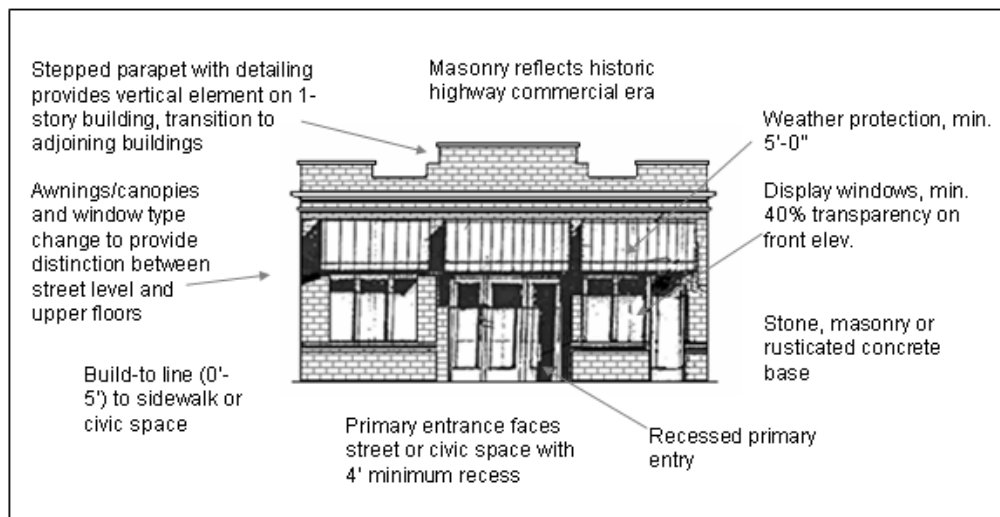 Stepped parapet with detailing
provides vertical element on 1-
story building, transition to
adjoining buildings
Masonry reflects historic
highway commercial era
Weather protection, min.
5'-0"
Awnings/canopies
and window type
change to provide
distinction between
street level and
upper floors
Display windows, min.
40% transparency on
front elev.
Stone, masonry or
rusticated concrete
base
Build-to line (0'-
5') to sidewalk or
civic space
Primary entrance faces
street or civic space with
4' minimum recess
Recessed primary
entry